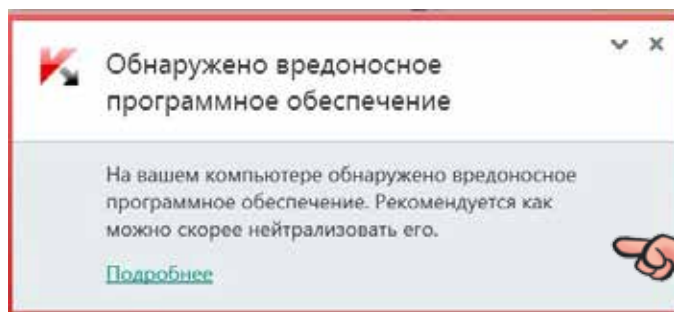 Обнаружено вредоносное
программное обеспечение
На вашем компьютере обнаружено вредоносное
программное обеспечение. Рекомендуется как
можно скорее нейтрализовать его.
Подробнее